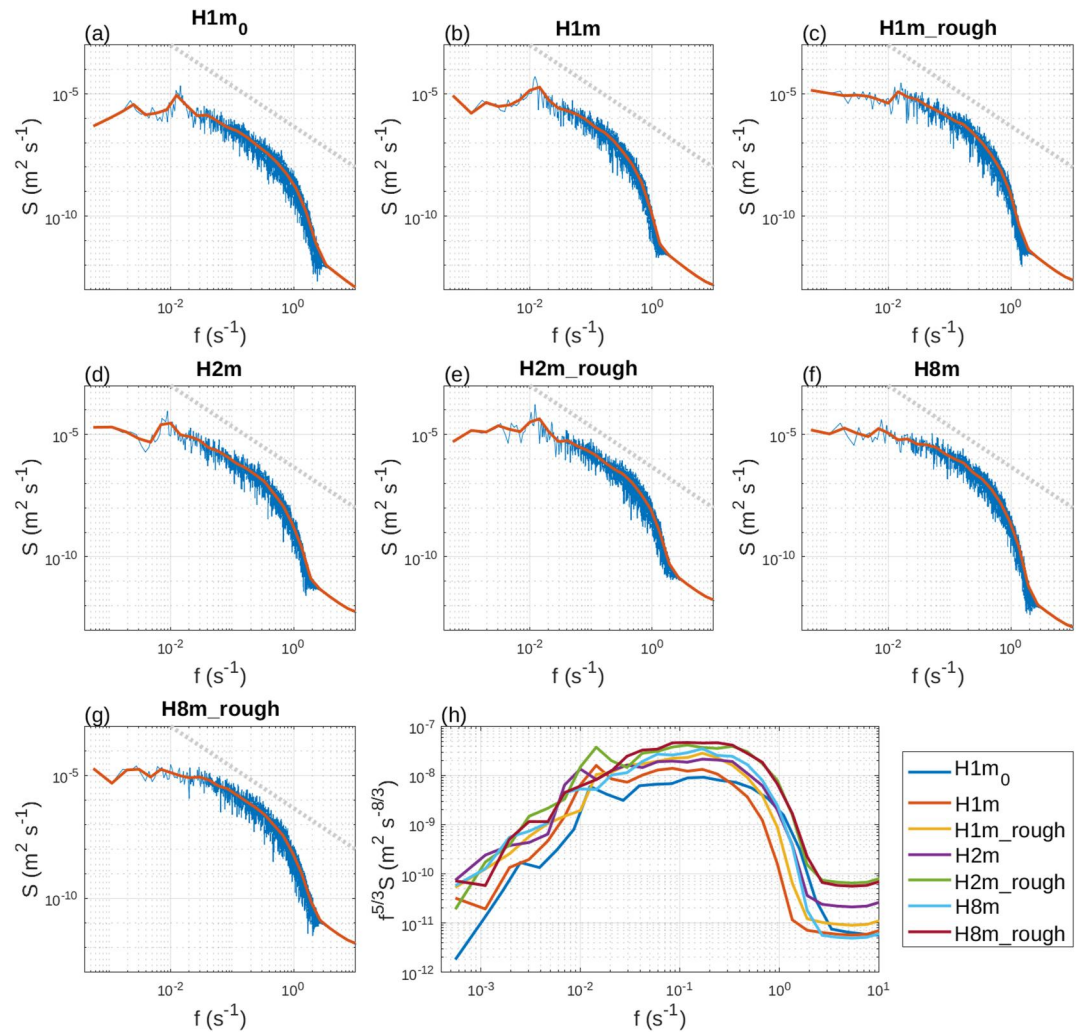 (a) H1m₀
S (m² s⁻¹)
10⁻⁵
10⁻¹⁰
10⁻² 10⁰
f (s⁻¹)
(b) H1m
S (m² s⁻¹)
10⁻⁵
10⁻¹⁰
10⁻² 10⁰
f (s⁻¹)
(c) H1m_rough
S (m² s⁻¹)
10⁻⁵
10⁻¹⁰
10⁻² 10⁰
f (s⁻¹)
(d) H2m
S (m² s⁻¹)
10⁻⁵
10⁻¹⁰
10⁻² 10⁰
f (s⁻¹)
(e) H2m_rough
S (m² s⁻¹)
10⁻⁵
10⁻¹⁰
10⁻² 10⁰
f (s⁻¹)
(f) H8m
S (m² s⁻¹)
10⁻⁵
10⁻¹⁰
10⁻² 10⁰
f (s⁻¹)
(g) H8m_rough
S (m² s⁻¹)
10⁻⁵
10⁻¹⁰
10⁻² 10⁰
f (s⁻¹)
(h)
f⁵ᐟ³S (m² s⁻⁸ᐟ³)
10⁻⁷
10⁻⁸
10⁻⁹
10⁻¹⁰
10⁻¹¹
10⁻¹²
10⁻³ 10⁻² 10⁻¹ 10⁰ 10¹
f (s⁻¹)
H1m₀
H1m
H1m_rough
H2m
H2m_rough
H8m
H8m_rough